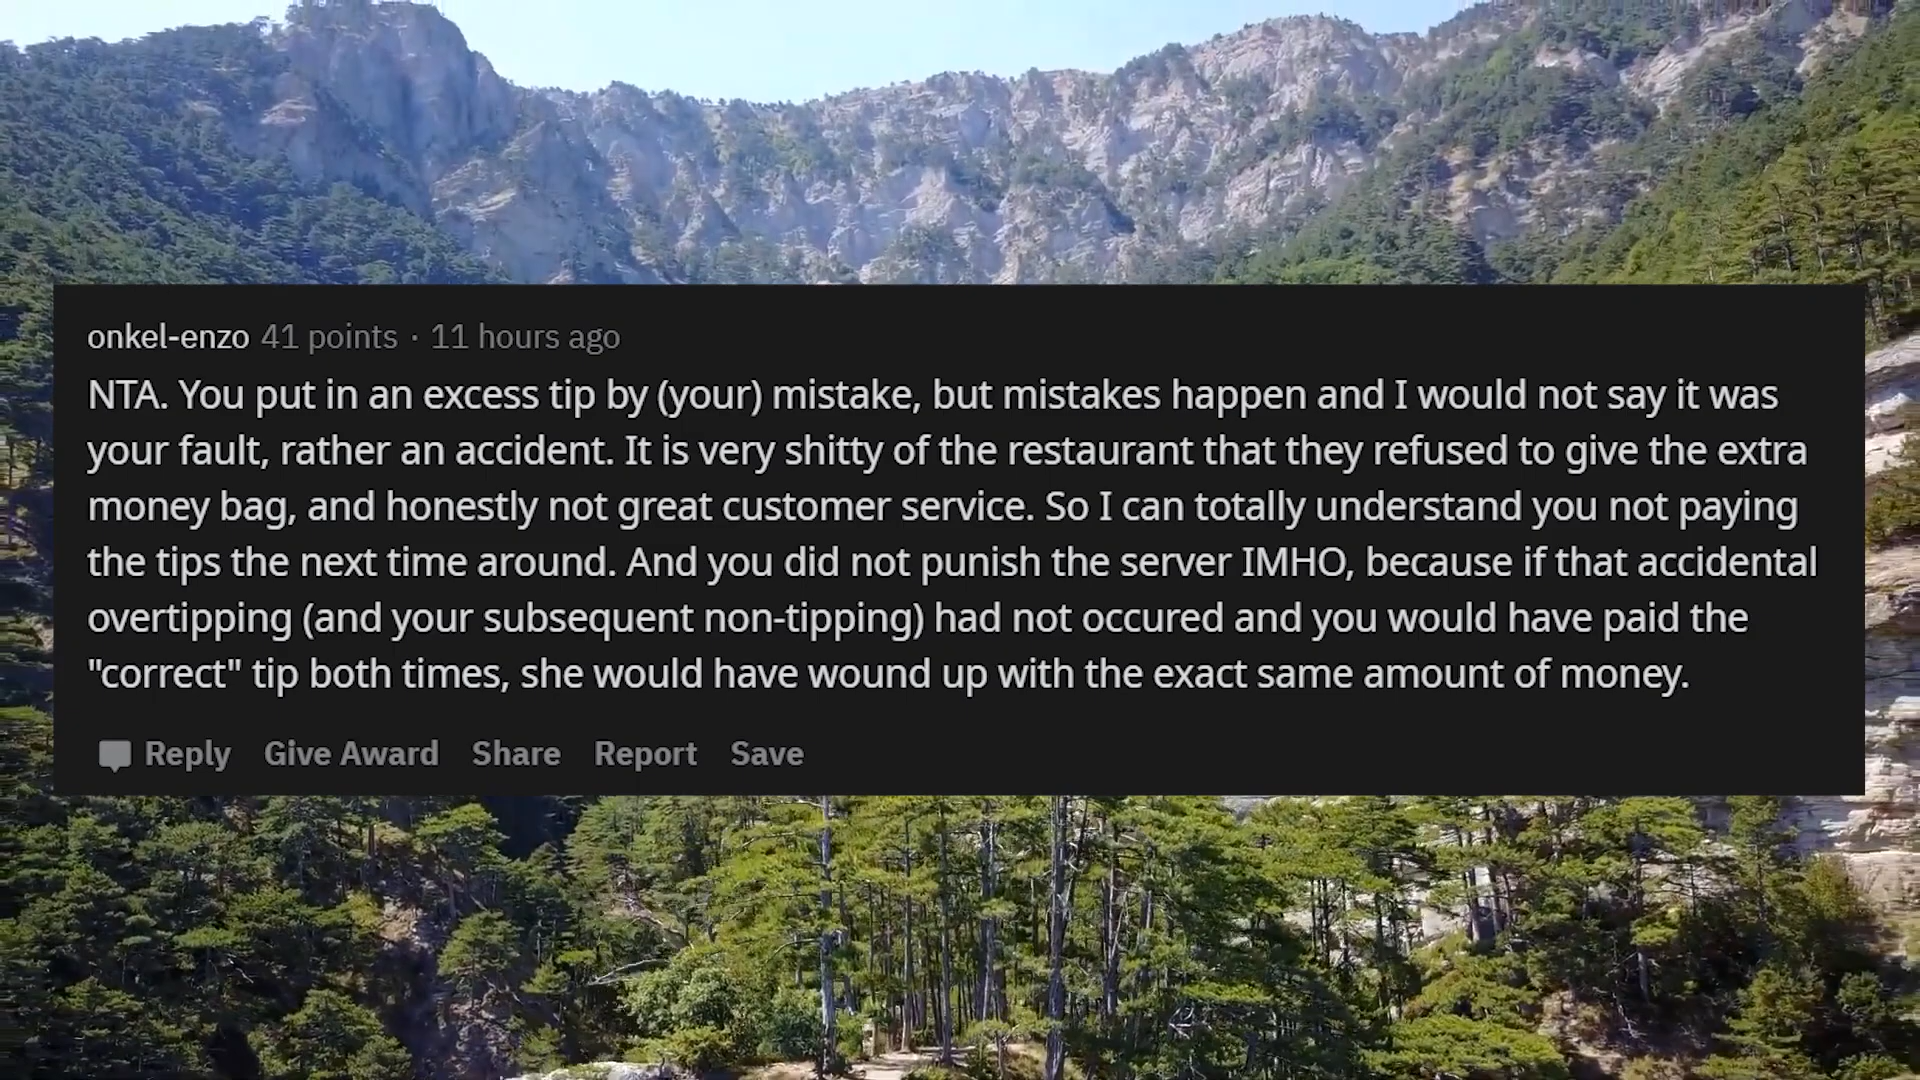 onkel-enzo 41 points · 11 hours ago
NTA. You put in an excess tip by (your) mistake, but mistakes happen and I would not say it was
your fault, rather an accident. It is very shitty of the restaurant that they refused to give the extra
money bag, and honestly not great customer service. So I can totally understand you not paying
the tips the next time around. And you did not punish the server IMHO, because if that accidental
overtipping (and your subsequent non-tipping) had not occured and you would have paid the
"correct" tip both times, she would have wound up with the exact same amount of money.
Reply Give Award Share Report Save